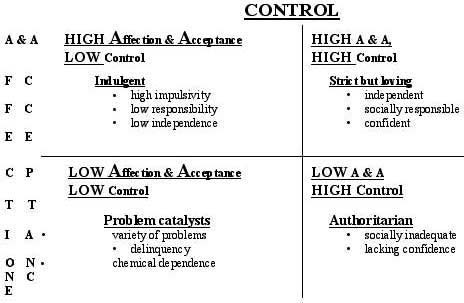 CONTROL
A & A
HIGH Affection & Acceptance
LOW Control
HIGH A & A,
HIGH Control
F C
F C
E E
C P
T T
I A
O N
N C
E
Indulgent
• high impulsivity
• low responsibility
• low independence
Strict but loving
• independent
• socially responsible
• confident
LOW Affection & Acceptance
LOW Control
LOW A & A
HIGH Control
Problem catalysts
• variety of problems
• delinquency
• chemical dependence
Authoritarian
• socially inadequate
• lacking confidence